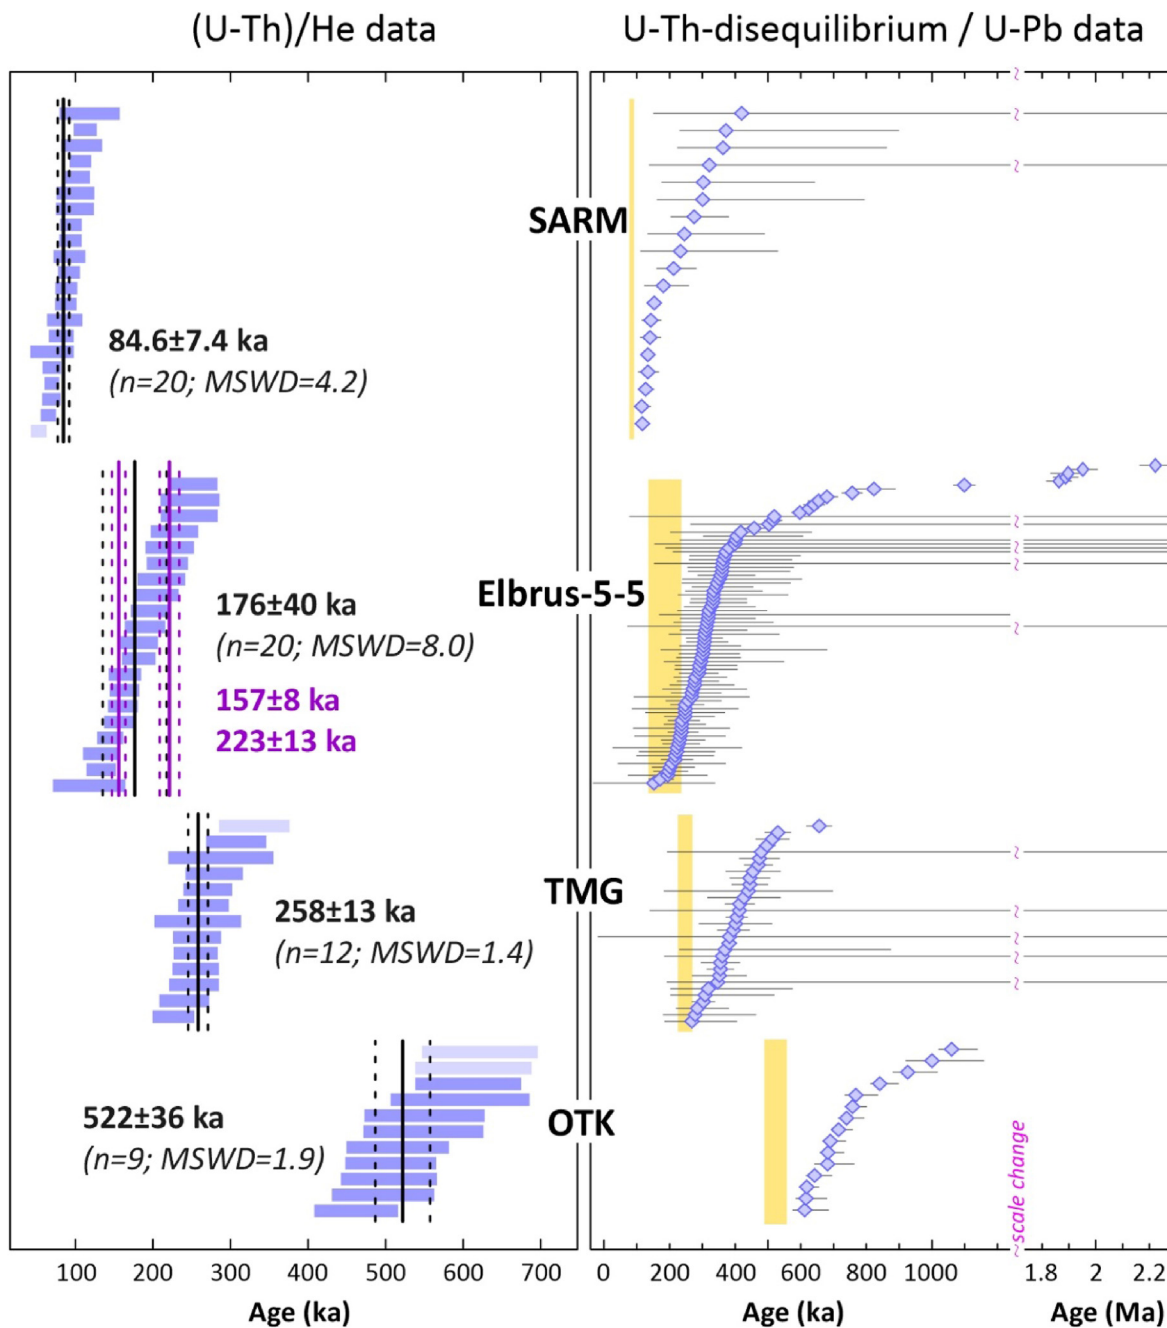 (U-Th)/He data
U-Th-disequilibrium / U-Pb data
SARM
84.6±7.4 ka
(n=20; MSWD=4.2)
Elbrus-5-5
176±40 ka
(n=20; MSWD=8.0)
157±8 ka
223±13 ka
TMG
258±13 ka
(n=12; MSWD=1.4)
OTK
522±36 ka
(n=9; MSWD=1.9)
~scale change
100 200 300 400 500 600 700
0 200 400 600 800 1000 1.8 2 2.2
Age (ka)
Age (ka)
Age (Ma)